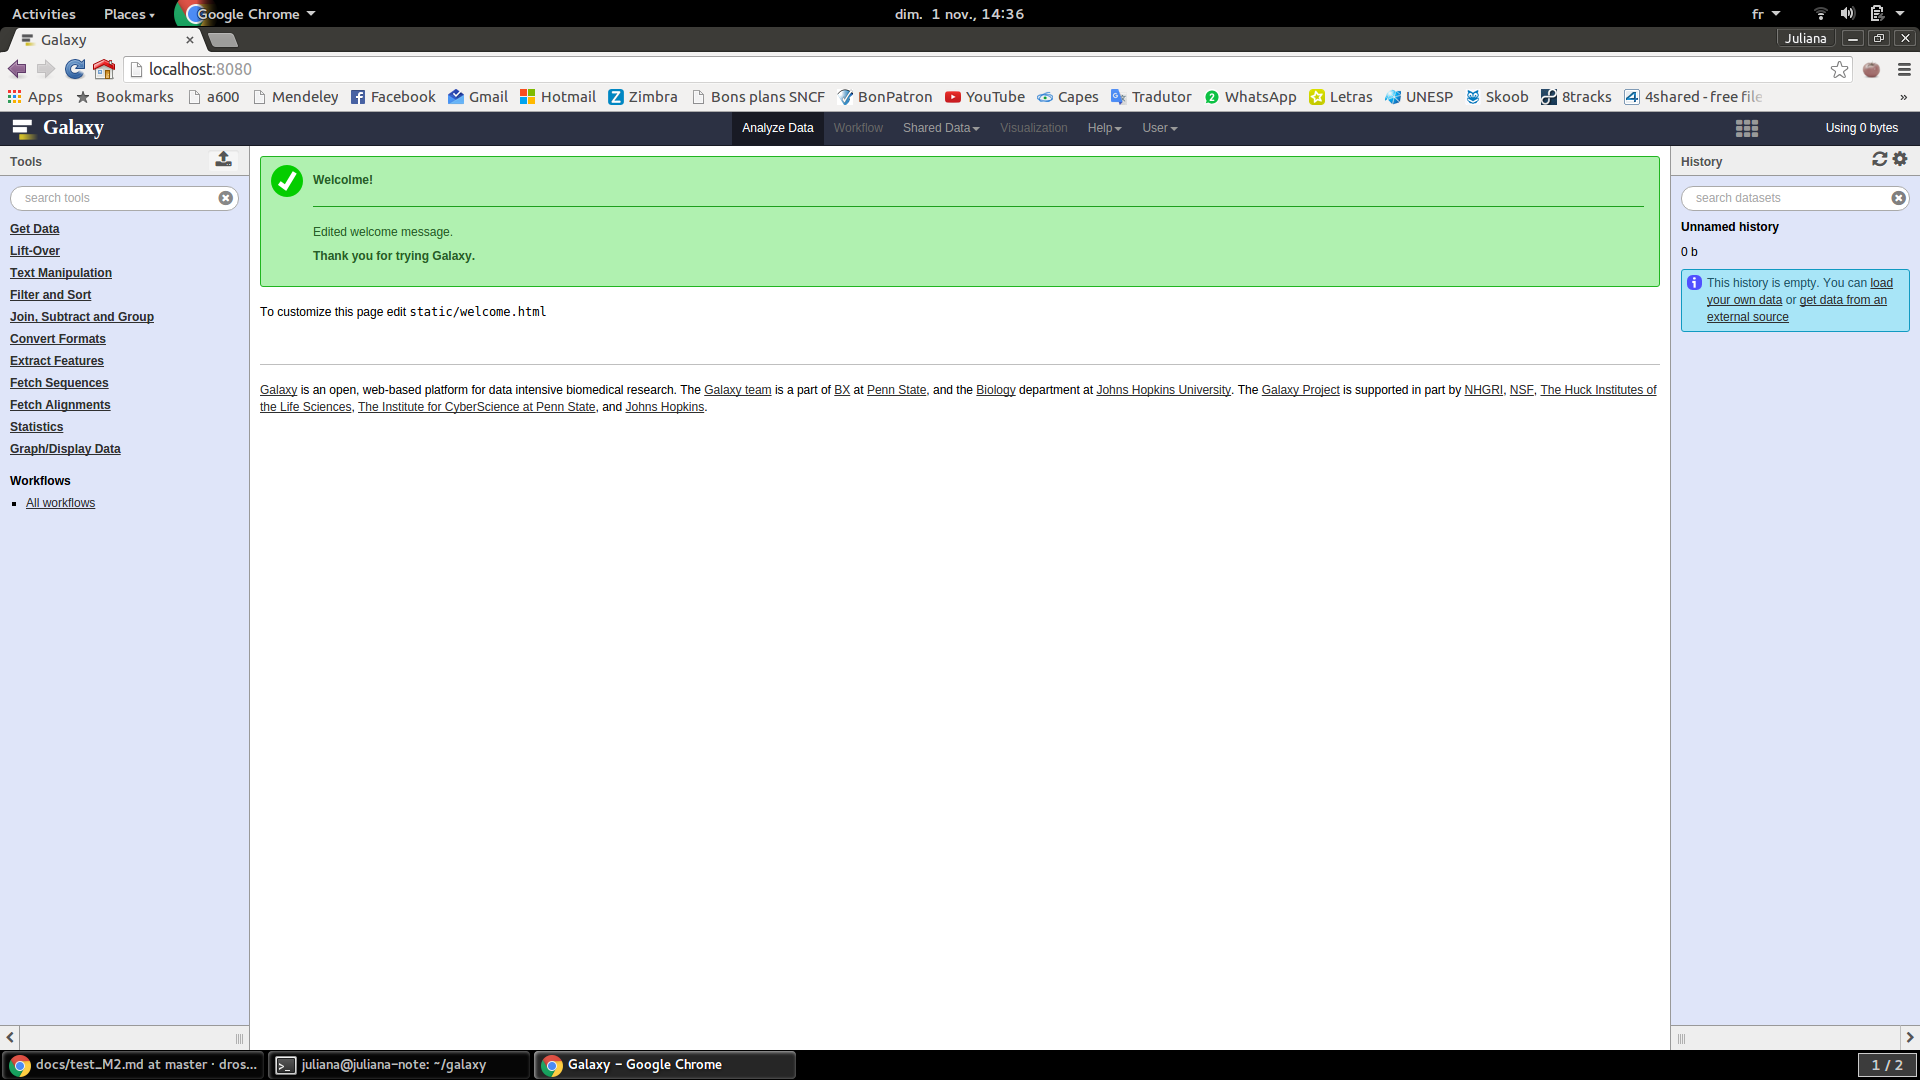 Activities Places Google Chrome dim. 1 nov., 14:36 fr
Galaxy Juliana
localhost:8080
Apps Bookmarks a600 Mendeley Facebook Gmail Hotmail Zimbra Bons plans SNCF BonPatron YouTube Capes Tradutor WhatsApp Letras UNESP Skoob 8tracks 4shared - free file »
Galaxy Analyze Data Workflow Shared Data Visualization Help User Using 0 bytes
Tools
search tools
Get Data
Lift-Over
Text Manipulation
Filter and Sort
Join, Subtract and Group
Convert Formats
Extract Features
Fetch Sequences
Fetch Alignments
Statistics
Graph/Display Data
Workflows
All workflows
Welcolme!
Edited welcome message.
Thank you for trying Galaxy.
To customize this page edit static/welcome.html
Galaxy is an open, web-based platform for data intensive biomedical research. The Galaxy team is a part of BX at Penn State, and the Biology department at Johns Hopkins University. The Galaxy Project is supported in part by NHGRI, NSF, The Huck Institutes of
the Life Sciences, The Institute for CyberScience at Penn State, and Johns Hopkins.
History
search datasets
Unnamed history
0 b
This history is empty. You can load
your own data or get data from an
external source
docs/test_M2.md at master · dros... juliana@juliana-note: ~/galaxy Galaxy - Google Chrome 1 / 2